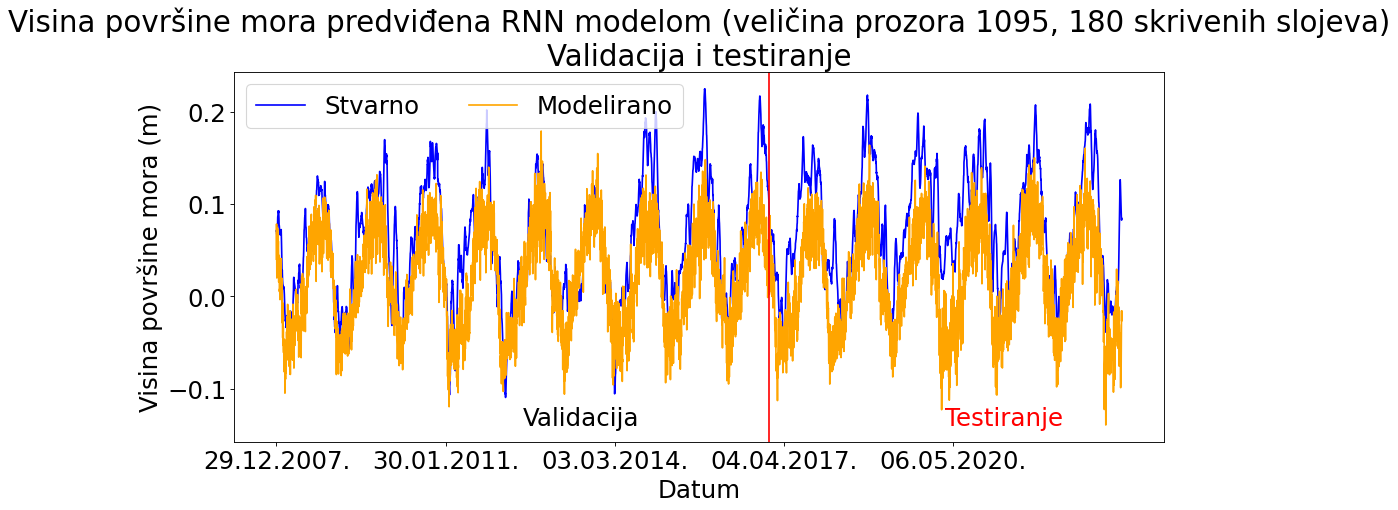 Visina površine mora predviđena RNN modelom (veličina prozora 1095, 180 skrivenih slojeva)
Validacija i testiranje
Stvarno Modelirano
Visina površine mora (m)
0.2
0.1
0.0
−0.1
Validacija Testiranje
29.12.2007. 30.01.2011. 03.03.2014. 04.04.2017. 06.05.2020.
Datum